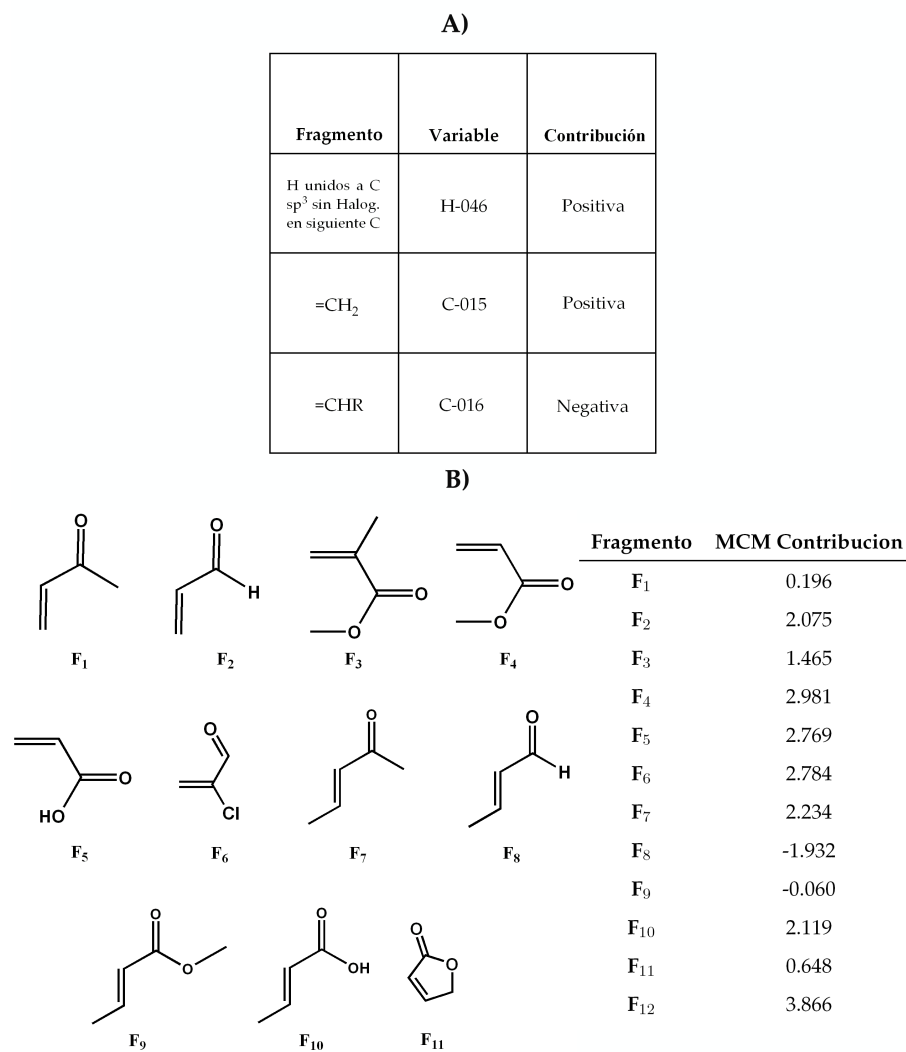 A)
Fragmento Variable Contribución
H unidos a C
sp³ sin Halog.
en siguiente C
H-046 Positiva
=CH₂ C-015 Positiva
=CHR C-016 Negativa
B)
O
F₁
O
H
F₂
O
O
F₃
O
O
F₄
O
HO
F₅
O
Cl
F₆
O
F₇
O
H
F₈
O
O
F₉
O
OH
F₁₀
O
O
F₁₁
Fragmento MCM Contribucion
F₁ 0.196
F₂ 2.075
F₃ 1.465
F₄ 2.981
F₅ 2.769
F₆ 2.784
F₇ 2.234
F₈ -1.932
F₉ -0.060
F₁₀ 2.119
F₁₁ 0.648
F₁₂ 3.866